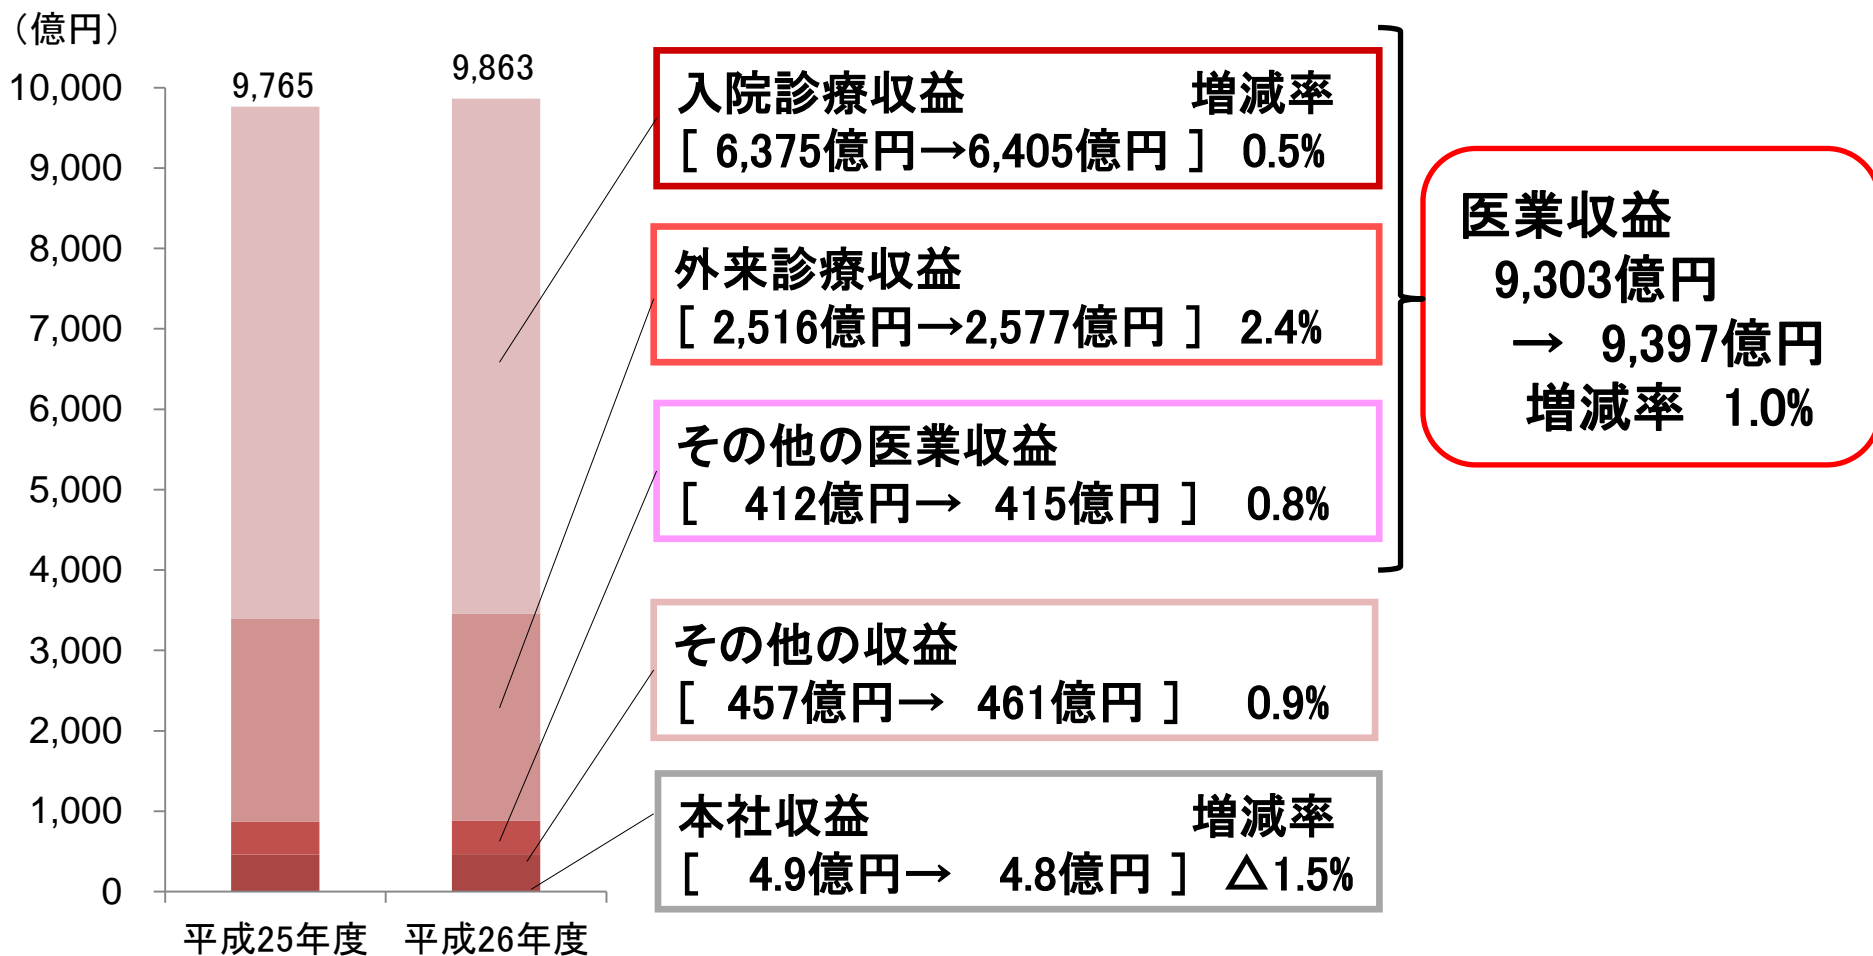 （億円）
10,000
9,000
8,000
7,000
6,000
5,000
4,000
3,000
2,000
1,000
0
9,765
9,863
平成25年度
平成26年度
入院診療収益 増減率
[ 6,375億円→6,405億円 ] 0.5%
外来診療収益
[ 2,516億円→2,577億円 ] 2.4%
その他の医業収益
[ 412億円→ 415億円 ] 0.8%
その他の収益
[ 457億円→ 461億円 ] 0.9%
本社収益 増減率
[ 4.9億円→ 4.8億円 ] △1.5%
医業収益
9,303億円
→ 9,397億円
増減率 1.0%